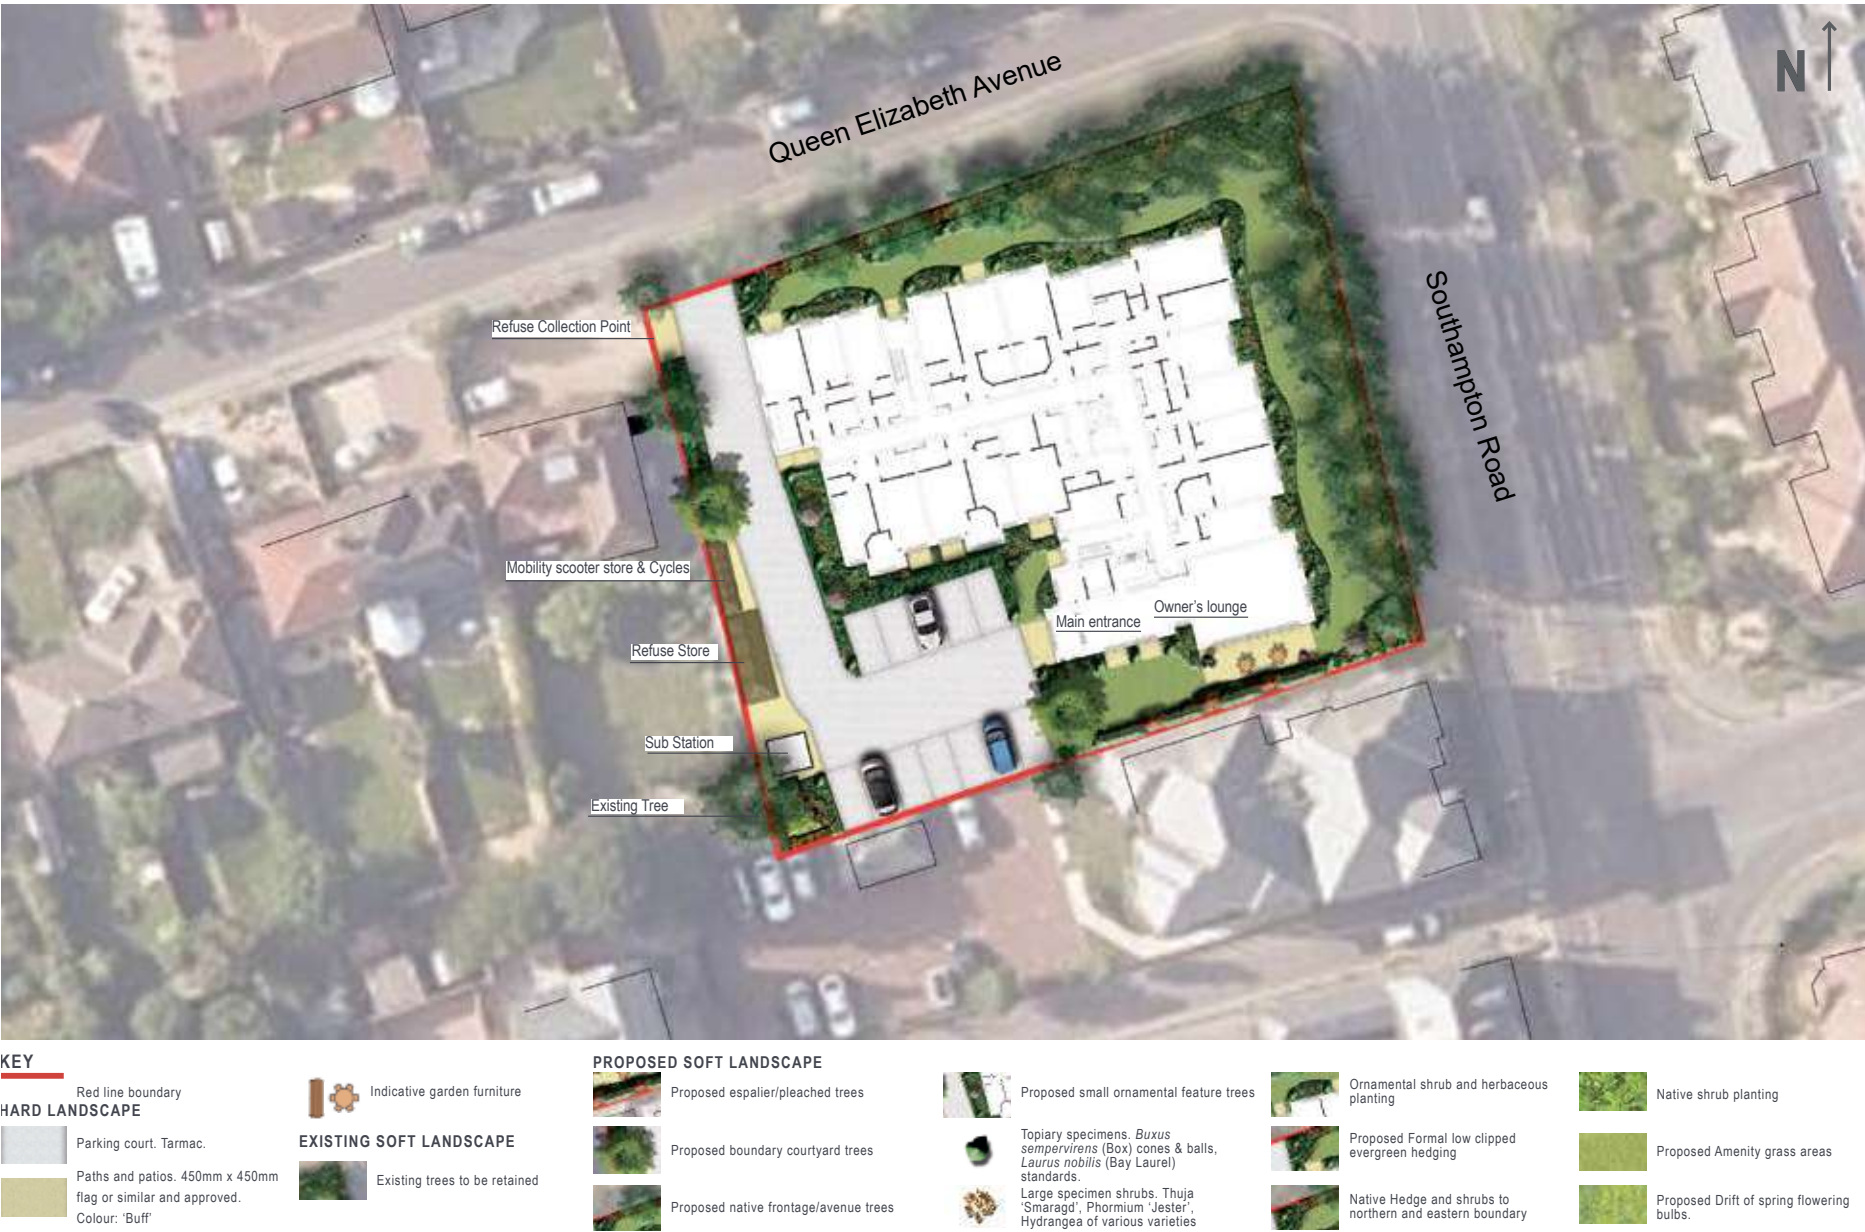 N
Queen Elizabeth Avenue
Southampton Road
Refuse Collection Point
Mobility scooter store & Cycles
Refuse Store
Sub Station
Existing Tree
Main entrance
Owner's lounge
KEY
Red line boundary
HARD LANDSCAPE
Parking court. Tarmac.
Paths and patios. 450mm x 450mm
flag or similar and approved.
Colour: 'Buff'
Indicative garden furniture
EXISTING SOFT LANDSCAPE
Existing trees to be retained
PROPOSED SOFT LANDSCAPE
Proposed espalier/pleached trees
Proposed boundary courtyard trees
Proposed native frontage/avenue trees
Proposed small ornamental feature trees
Topiary specimens. Buxus
sempervirens (Box) cones & balls,
Laurus nobilis (Bay Laurel)
standards.
Large specimen shrubs. Thuja
'Smaragd', Phormium 'Jester',
Hydrangea of various varieties
Ornamental shrub and herbaceous
planting
Proposed Formal low clipped
evergreen hedging
Native Hedge and shrubs to
northern and eastern boundary
Native shrub planting
Proposed Amenity grass areas
Proposed Drift of spring flowering
bulbs.